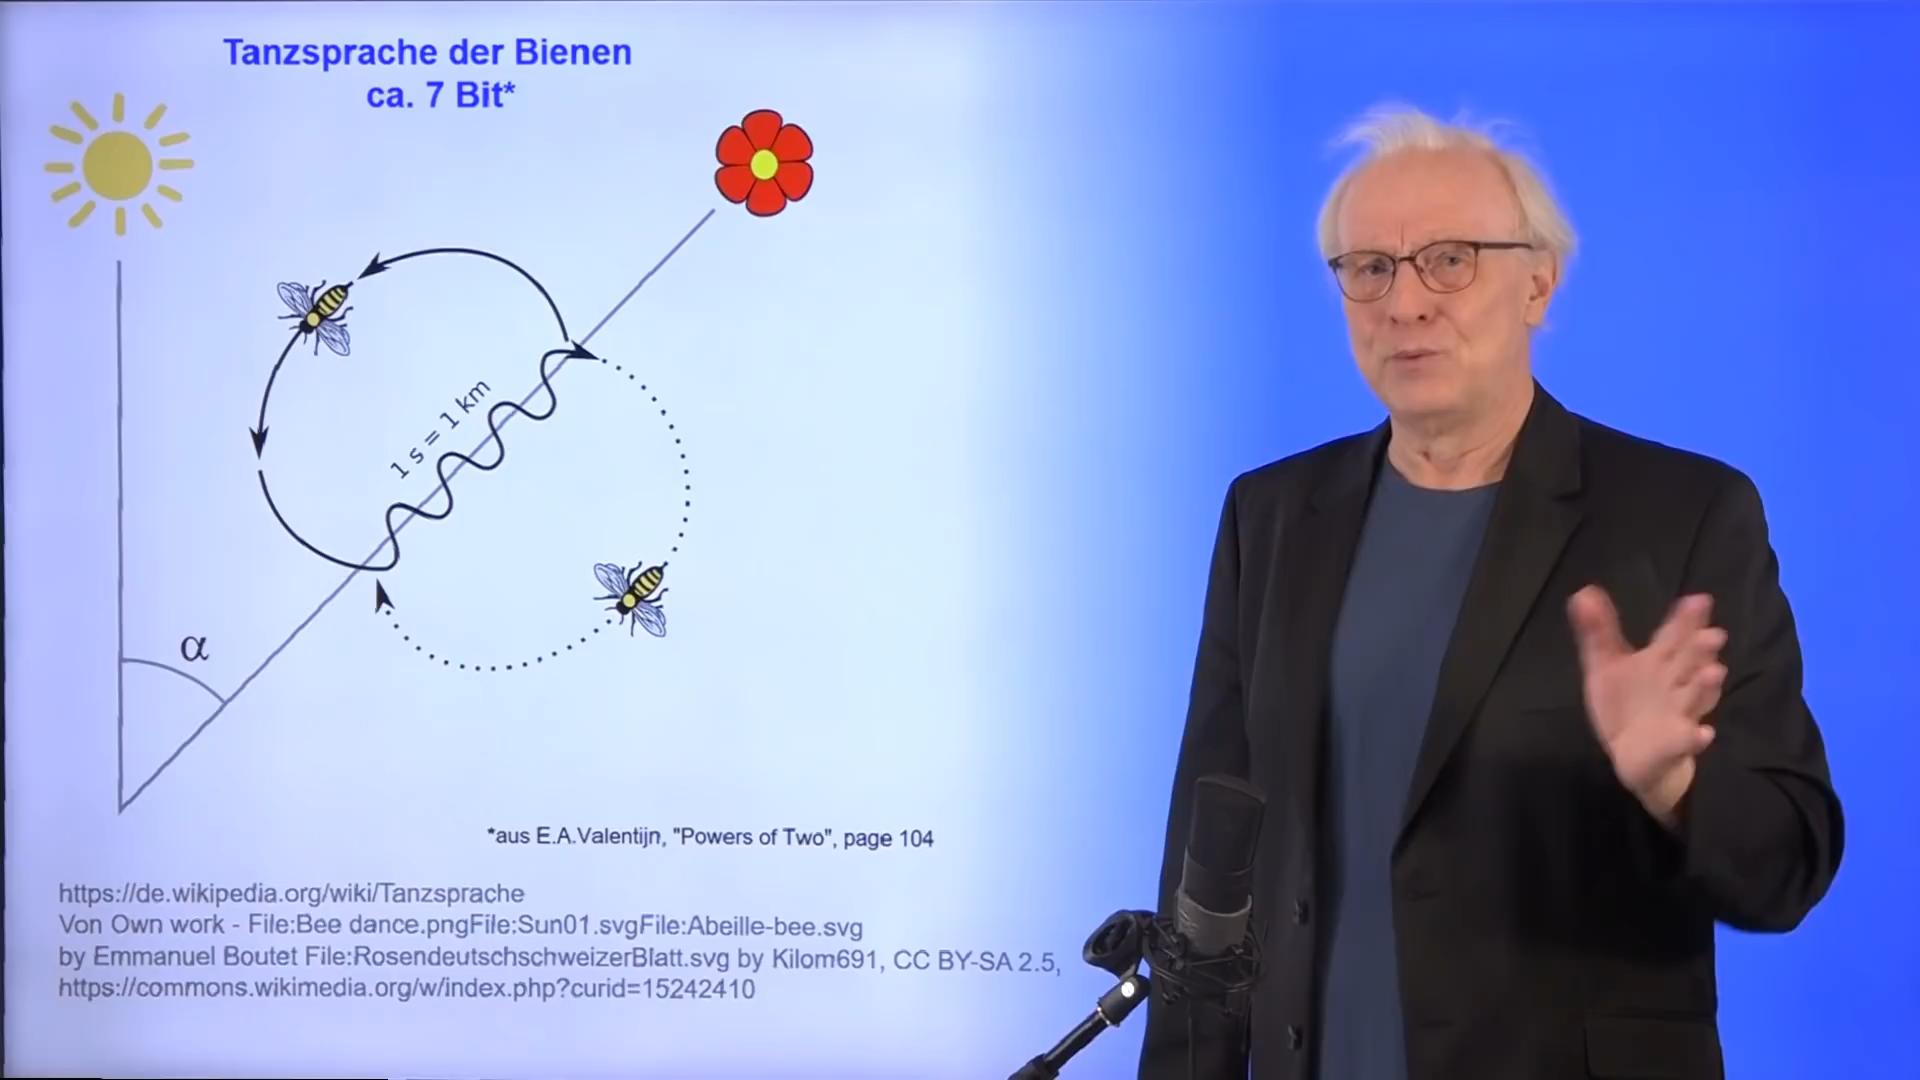 Tanzsprache der Bienen
ca. 7 Bit*
1 s = 1 km
α
*aus E.A.Valentijn, "Powers of Two", page 104
https://de.wikipedia.org/wiki/Tanzsprache
Von Own work - File:Bee dance.pngFile:Sun01.svgFile:Abeille-bee.svg
by Emmanuel Boutet File:RosendeutschschweizerBlatt.svg by Kilom691, CC BY-SA 2.5,
https://commons.wikimedia.org/w/index.php?curid=15242410